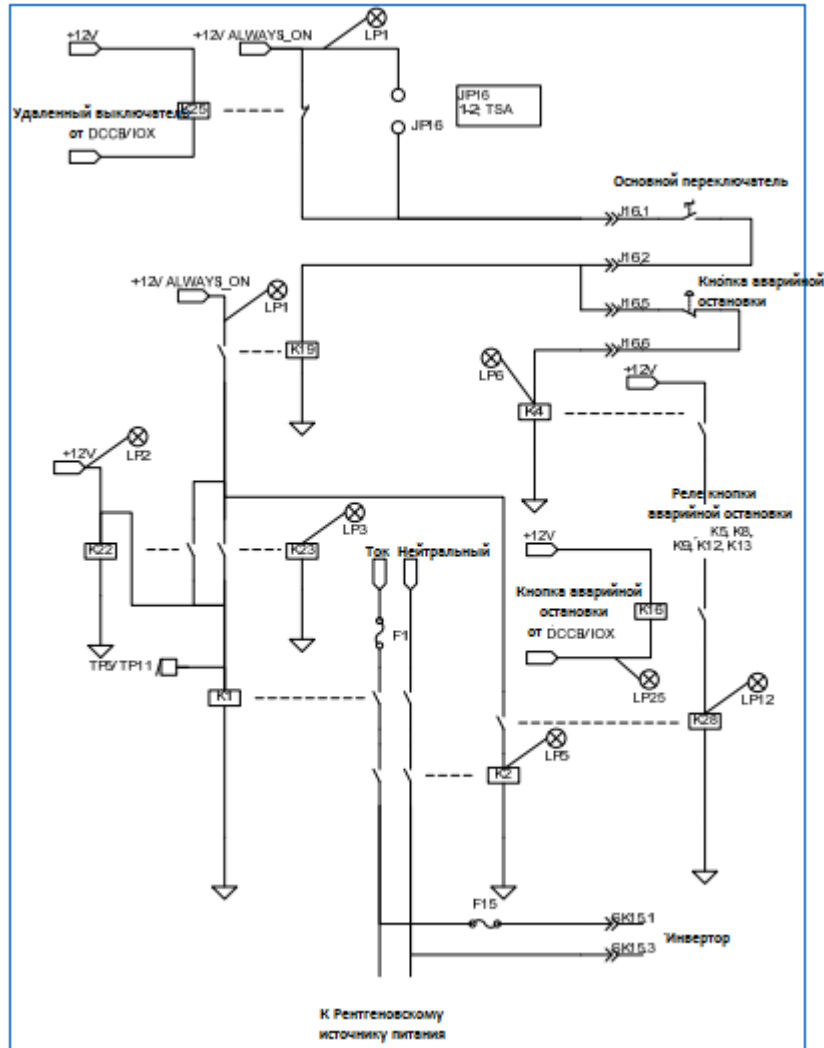 +12V
+12V ALWAYS_ON
LP1
Удаленный выключатель
K25
от DCCB/IOX
JP16
1-2, TSA
JP16
Основной переключатель
J16.1
J16.2
Кнопка аварийной
остановки
J16.5
J16.6
+12V ALWAYS_ON
LP1
K19
LP6
+12V
K4
LP2
+12V
K22
K23
LP3
Реле кнопки
аварийной остановки
K5, K8,
K9, K12, K13
Ток
Нейтральный
+12V
Кнопка аварийной
остановки
от DCCB/IOX
K16
F1
TP5/TP11
K1
LP25
LP12
K28
LP5
K2
F15
SK15.1
Инвертор
SK15.3
К Рентгеновскому
источнику питания